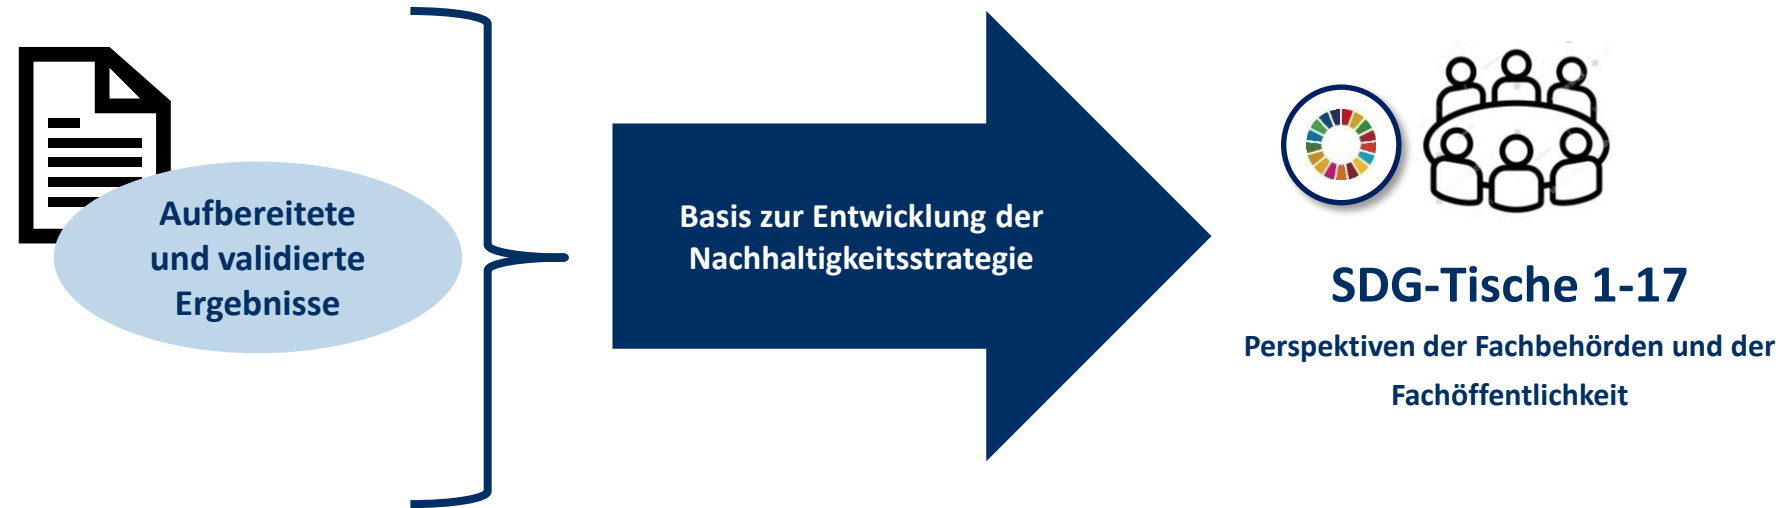 Aufbereitete
und validierte
Ergebnisse
Basis zur Entwicklung der
Nachhaltigkeitsstrategie
SDG-Tische 1-17
Perspektiven der Fachbehörden und der
Fachöffentlichkeit